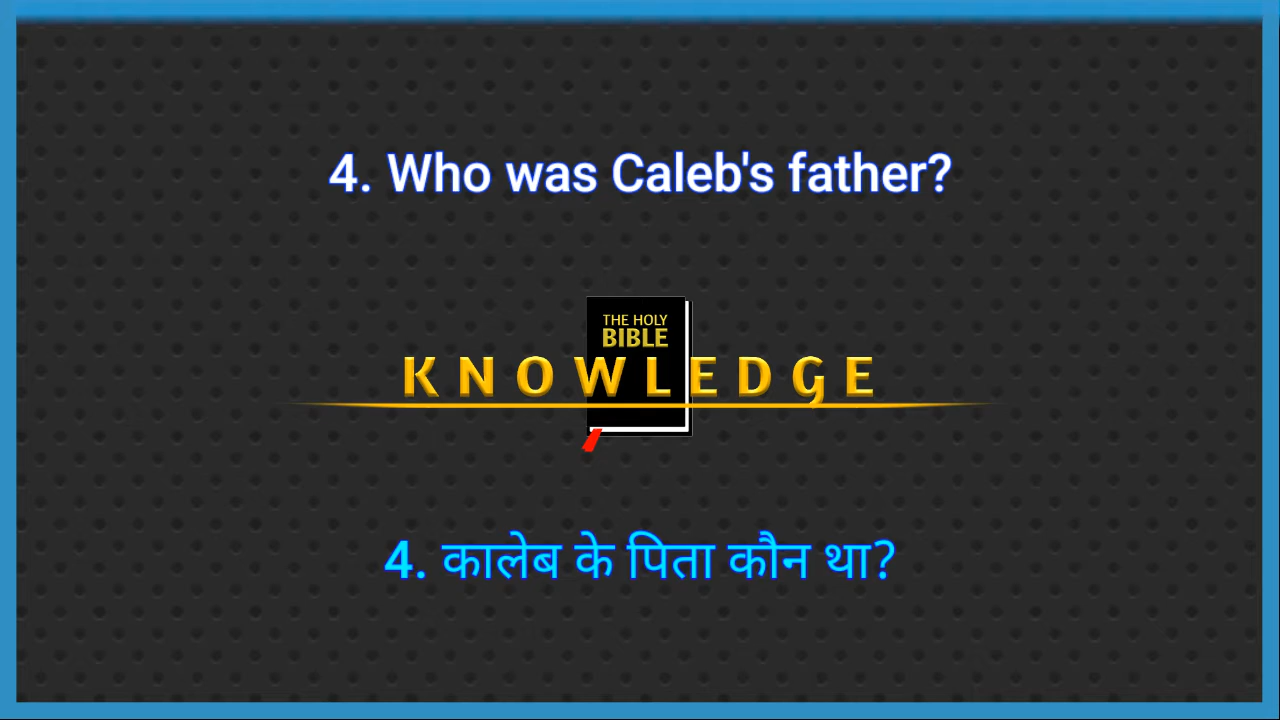 4. Who was Caleb's father?
THE HOLY
BIBLE
KNOWLEDGE
4. कालेब के पिता कौन था?